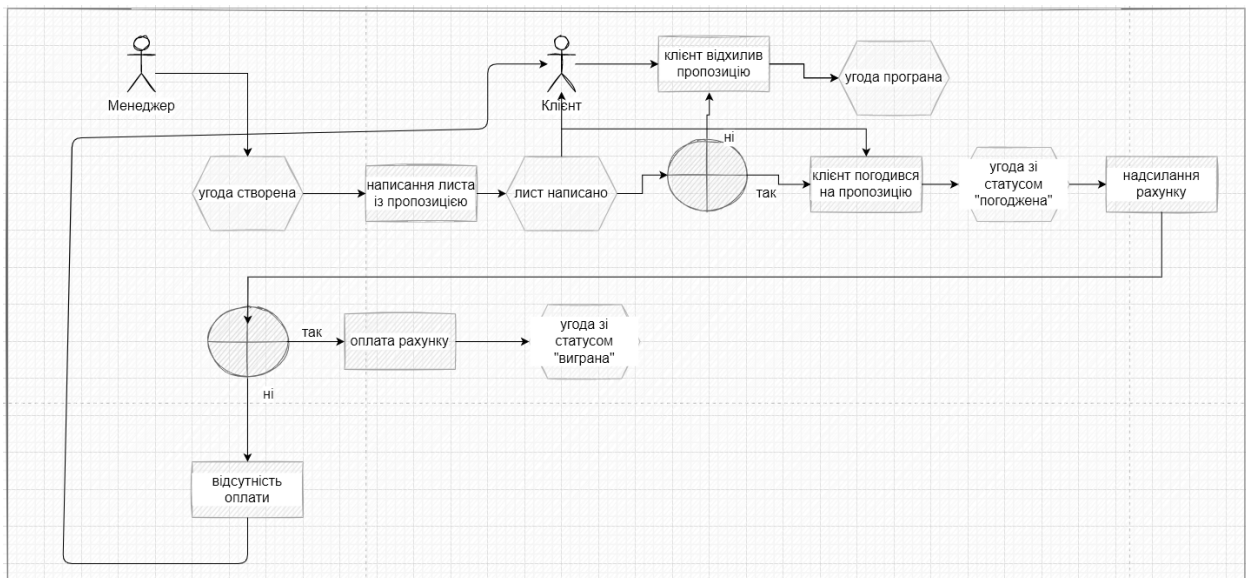 Менеджер
Клієнт
клієнт відхилив
пропозицію
угода програна
угода створена
написання листа
із пропозицією
лист написано
ні
так
клієнт погодився
на пропозицію
угода зі
статусом
"погоджена"
надсилання
рахунку
так
оплата рахунку
угода зі
статусом
"виграна"
ні
відсутність
оплати